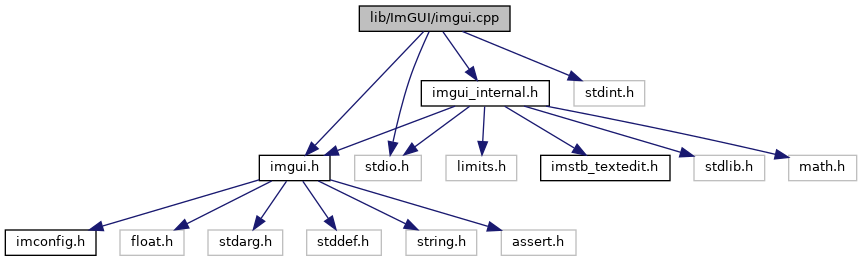 lib/ImGUI/imgui.cpp
imgui_internal.h
stdint.h
imgui.h
stdio.h
limits.h
imstb_textedit.h
stdlib.h
math.h
imconfig.h
float.h
stdarg.h
stddef.h
string.h
assert.h